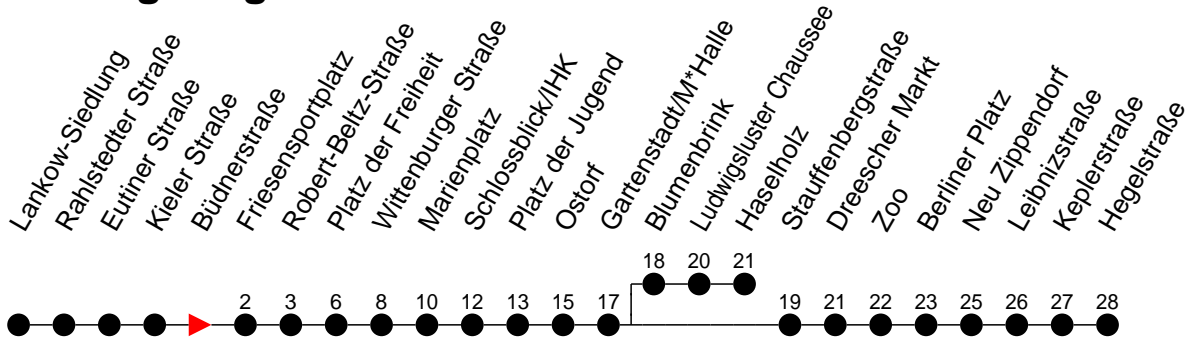 Lankow-Siedlung
Rahlstedter Straße
Eutiner Straße
Kieler Straße
Büdnerstraße
Friesensportplatz
Robert-Beltz-Straße
Platz der Freiheit
Wittenburger Straße
Marienplatz
Schlossblick/IHK
Platz der Jugend
Ostorf
Gartenstadt/M*Halle
Blumenbrink
Ludwigsluster Chaussee
Haselholz
Stauffenbergstraße
Dreescher Markt
Zoo
Berliner Platz
Neu Zippendorf
Leibnizstraße
Keplerstraße
Hegelstraße
18 20 21
2 3 6 8 10 12 13 15 17 19 21 22 23 25 26 27 28